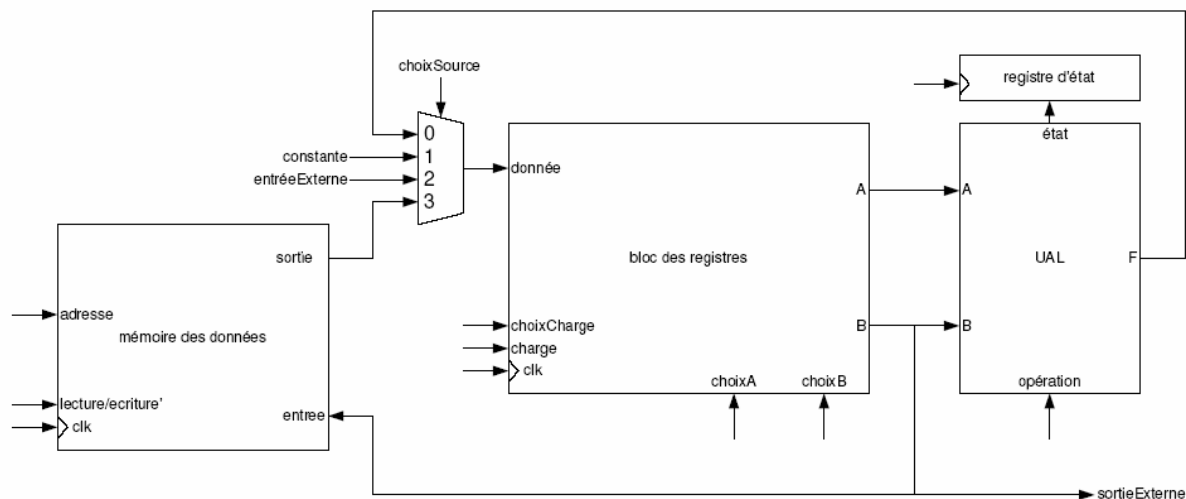 choixSource
registre d'état
0
état
constante
1
donnée
entréeExterne
2
A
A
3
sortie
bloc des registres
UAL
F
adresse
mémoire des données
choixCharge
B
B
charge
clk
choixA
choixB
opération
lecture/ecriture'
entree
clk
sortieExterne